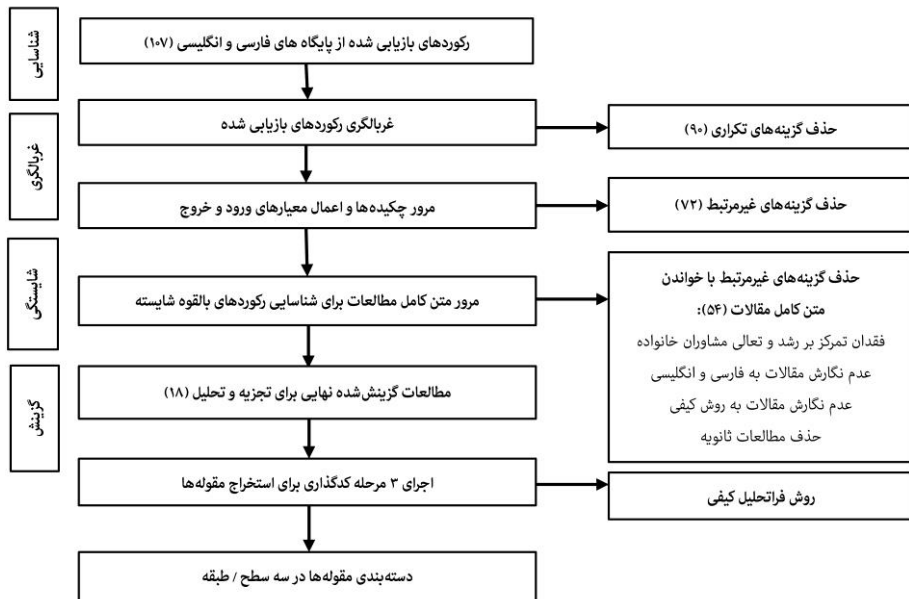 شناسایی
رکوردهای بازیابی شده از پایگاه های فارسی و انگلیسی (۱۰۷)
غربالگری
غربالگری رکوردهای بازیابی شده
حذف گزینه‌های تکراری (۹۰)
مرور چکیده‌ها و اعمال معیارهای ورود و خروج
حذف گزینه‌های غیرمرتبط (۷۲)
شایستگی
مرور متن کامل مطالعات برای شناسایی رکوردهای بالقوه شایسته
حذف گزینه‌های غیرمرتبط با خواندن
متن کامل مقالات (۵۴):
فقدان تمرکز بر رشد و تعالی مشاوران خانواده
عدم نگارش مقالات به فارسی و انگلیسی
عدم نگارش مقالات به روش کیفی
حذف مطالعات ثانویه
گزینش
مطالعات گزینش‌شده نهایی برای تجزیه و تحلیل (۱۸)
اجرای ۳ مرحله کدگذاری برای استخراج مقوله‌ها
روش فراتحلیل کیفی
دسته‌بندی مقوله‌ها در سه سطح / طبقه